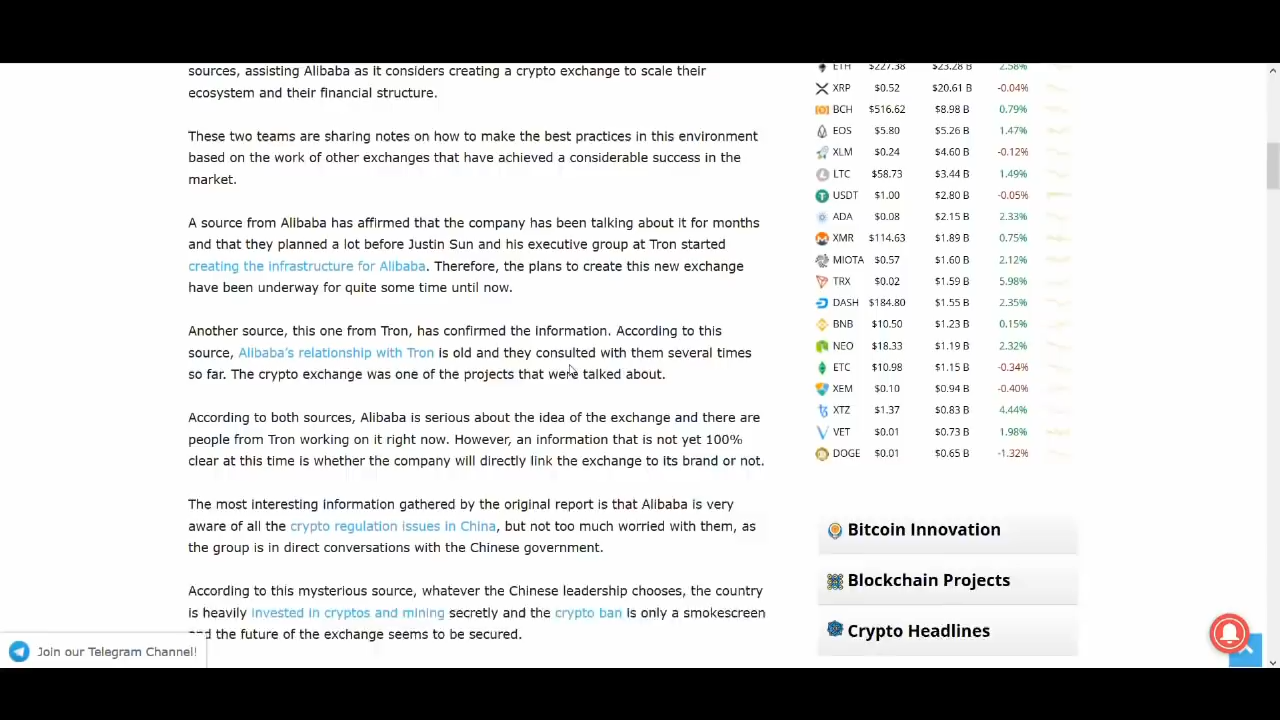 sources, assisting Alibaba as it considers creating a crypto exchange to scale their
ecosystem and their financial structure.
These two teams are sharing notes on how to make the best practices in this environment
based on the work of other exchanges that have achieved a considerable success in the
market.
A source from Alibaba has affirmed that the company has been talking about it for months
and that they planned a lot before Justin Sun and his executive group at Tron started
creating the infrastructure for Alibaba. Therefore, the plans to create this new exchange
have been underway for quite some time until now.
Another source, this one from Tron, has confirmed the information. According to this
source, Alibaba's relationship with Tron is old and they consulted with them several times
so far. The crypto exchange was one of the projects that were talked about.
According to both sources, Alibaba is serious about the idea of the exchange and there are
people from Tron working on it right now. However, an information that is not yet 100%
clear at this time is whether the company will directly link the exchange to its brand or not.
The most interesting information gathered by the original report is that Alibaba is very
aware of all the crypto regulation issues in China, but not too much worried with them, as
the group is in direct conversations with the Chinese government.
According to this mysterious source, whatever the Chinese leadership chooses, the country
is heavily invested in cryptos and mining secretly and the crypto ban is only a smokescreen
and the future of the exchange seems to be secured.
Join our Telegram Channel!
ETH $227.38 $23.28 B 2.58%
XRP $0.52 $20.61 B -0.04%
BCH $516.62 $8.98 B 0.79%
EOS $5.80 $5.26 B 1.47%
XLM $0.24 $4.60 B -0.12%
LTC $58.73 $3.44 B 1.49%
USDT $1.00 $2.80 B -0.05%
ADA $0.08 $2.15 B 2.33%
XMR $114.63 $1.89 B 0.75%
MIOTA $0.57 $1.60 B 2.12%
TRX $0.02 $1.59 B 5.98%
DASH $184.80 $1.55 B 2.35%
BNB $10.50 $1.23 B 0.15%
NEO $18.33 $1.19 B 2.32%
ETC $10.98 $1.15 B -0.34%
XEM $0.10 $0.94 B -0.40%
XTZ $1.37 $0.83 B 4.44%
VET $0.01 $0.73 B 1.98%
DOGE $0.01 $0.65 B -1.32%
Bitcoin Innovation
Blockchain Projects
Crypto Headlines